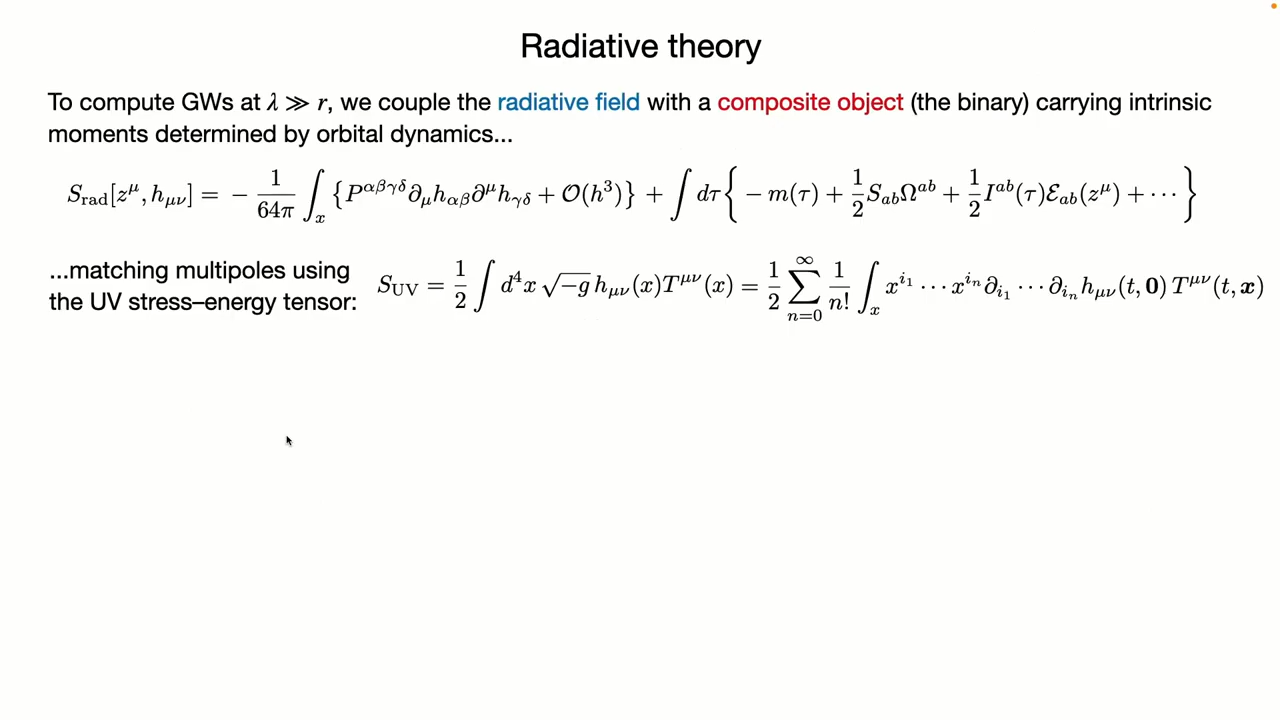 Radiative theory
To compute GWs at λ ≫ r, we couple the radiative field with a composite object (the binary) carrying intrinsic
moments determined by orbital dynamics...
S_rad[z^μ, h_μν] = − 1/64π ∫_x {P^{αβγδ} ∂_μ h_αβ ∂^μ h_γδ + 𝒪(h³)} + ∫ dτ { − m(τ) + 1/2 S_ab Ω^ab + 1/2 I^ab(τ) ℰ_ab(z^μ) + ··· }
...matching multipoles using
the UV stress–energy tensor:
S_UV = 1/2 ∫ d⁴x √−g h_μν(x) T^μν(x) = 1/2 ∑_{n=0}^∞ 1/n! ∫_x x^{i_1} ··· x^{i_n} ∂_{i_1} ··· ∂_{i_n} h_μν(t, 𝟎) T^μν(t, 𝒙)